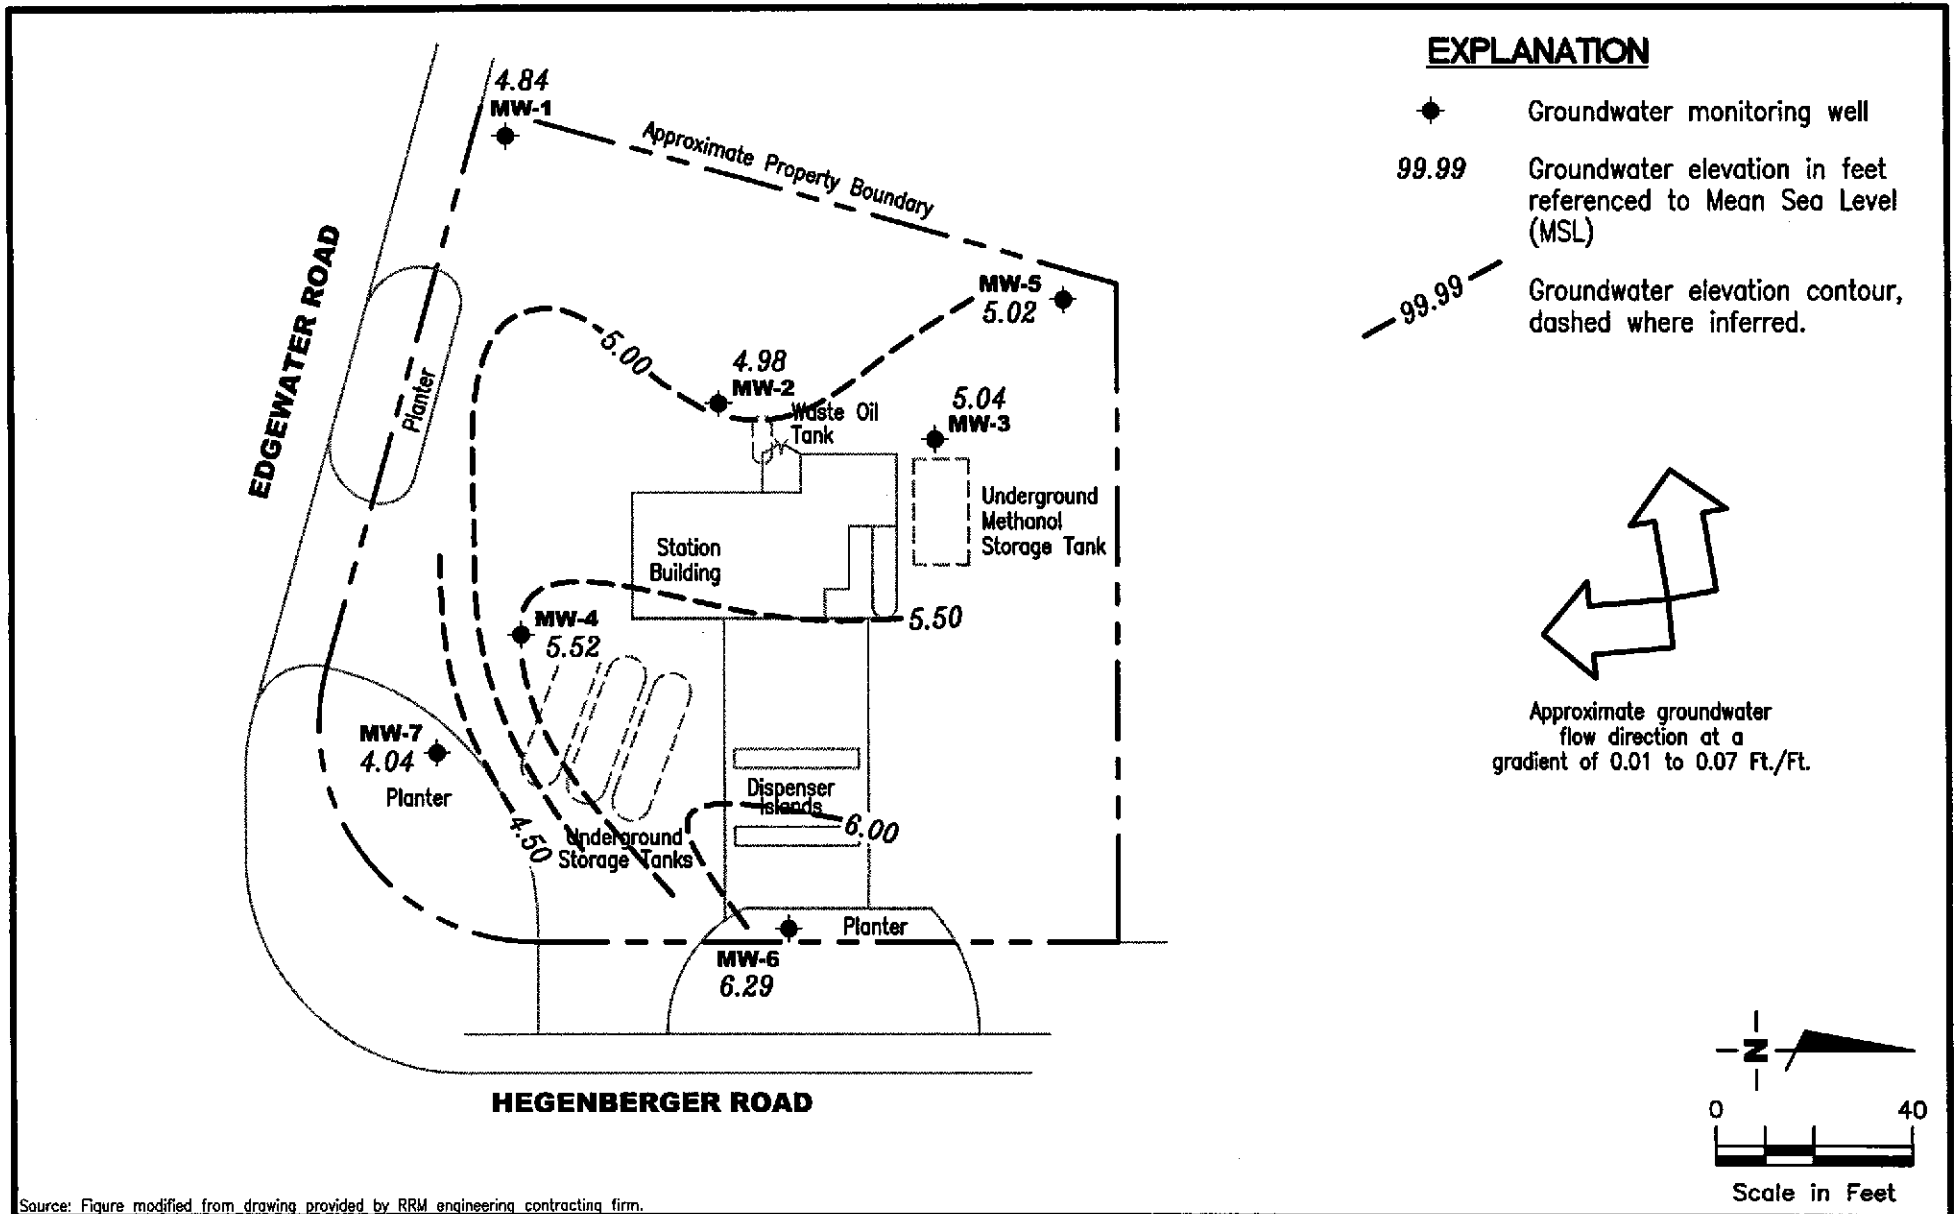 EXPLANATION
Groundwater monitoring well
99.99
Groundwater elevation in feet
referenced to Mean Sea Level
(MSL)
99.99
Groundwater elevation contour,
dashed where inferred.
4.84
MW-1
Approximate Property Boundary
EDGEWATER ROAD
Planter
MW-5
5.02
5.00
4.98
MW-2
Waste Oil
Tank
5.04
MW-3
Underground
Methanol
Storage Tank
Station
Building
5.50
MW-4
5.52
MW-7
4.04
Planter
4.50
Underground
Storage Tanks
Dispenser
Islands
6.00
Planter
MW-6
6.29
HEGENBERGER ROAD
Approximate groundwater
flow direction at a
gradient of 0.01 to 0.07 Ft./Ft.
N
0 40
Scale in Feet
Source: Figure modified from drawing provided by RRM engineering contracting firm.